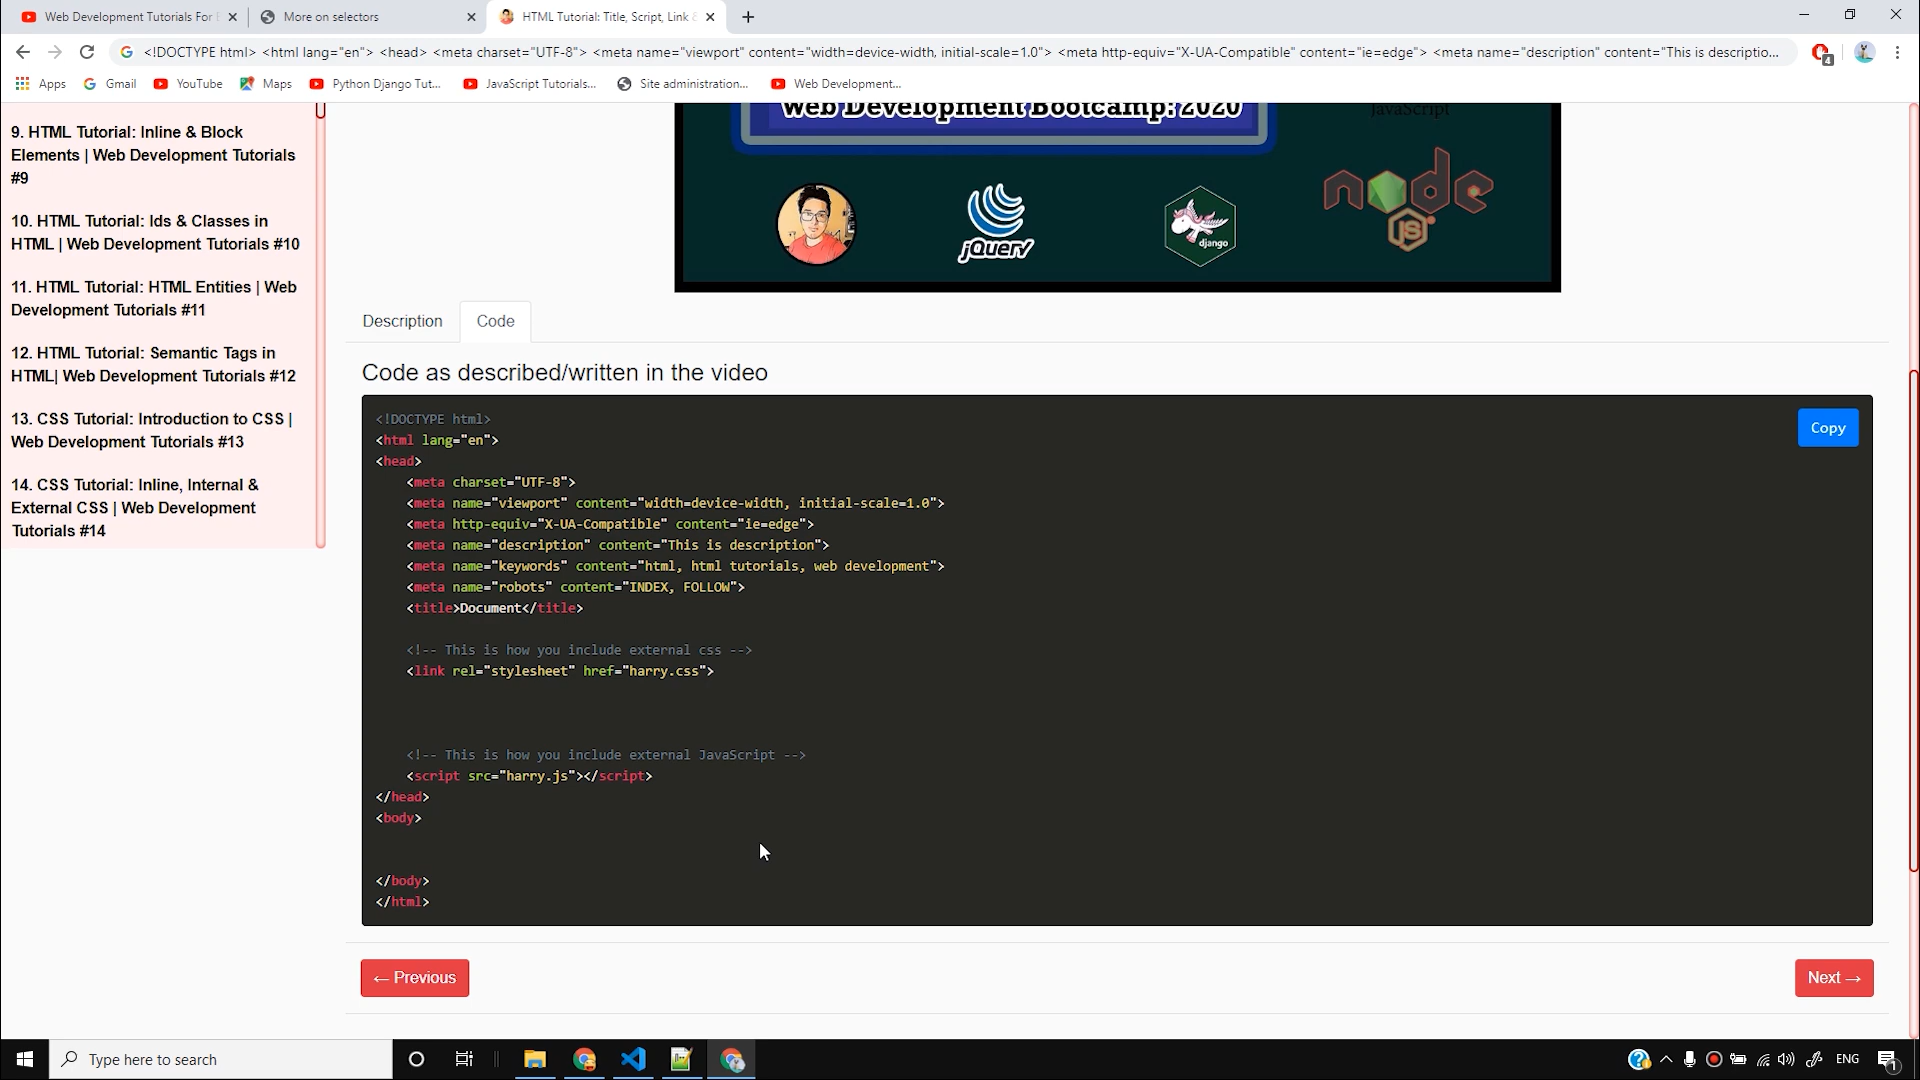 Web Development Tutorials For
More on selectors
HTML Tutorial: Title, Script, Link
<!DOCTYPE html> <html lang="en"> <head> <meta charset="UTF-8"> <meta name="viewport" content="width=device-width, initial-scale=1.0"> <meta http-equiv="X-UA-Compatible" content="ie=edge"> <meta name="description" content="This is descriptio...
4
Apps
Gmail
YouTube
Maps
Python Django Tut...
JavaScript Tutorials...
Site administration...
Web Development...
9. HTML Tutorial: Inline & Block
Elements | Web Development Tutorials
#9
10. HTML Tutorial: Ids & Classes in
HTML | Web Development Tutorials #10
11. HTML Tutorial: HTML Entities | Web
Development Tutorials #11
12. HTML Tutorial: Semantic Tags in
HTML| Web Development Tutorials #12
13. CSS Tutorial: Introduction to CSS |
Web Development Tutorials #13
14. CSS Tutorial: Inline, Internal &
External CSS | Web Development
Tutorials #14
Web Development Bootcamp: 2020
JavaScript
jQuery
django
node
JS
Description
Code
Code as described/written in the video
Copy
<!DOCTYPE html>
<html lang="en">
<head>
<meta charset="UTF-8">
<meta name="viewport" content="width=device-width, initial-scale=1.0">
<meta http-equiv="X-UA-Compatible" content="ie=edge">
<meta name="description" content="This is description">
<meta name="keywords" content="html, html tutorials, web development">
<meta name="robots" content="INDEX, FOLLOW">
<title>Document</title>
<!-- This is how you include external css -->
<link rel="stylesheet" href="harry.css">
<!-- This is how you include external JavaScript -->
<script src="harry.js"></script>
</head>
<body>
</body>
</html>
← Previous
Next →
Type here to search
ENG
1